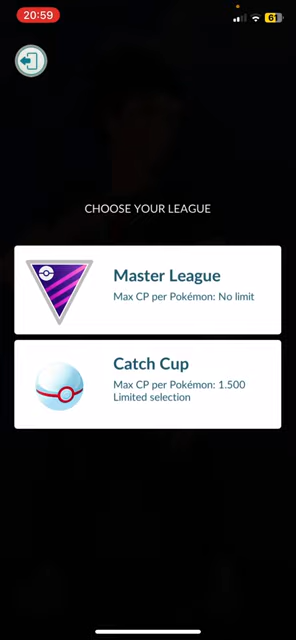 20:59
61
CHOOSE YOUR LEAGUE
Master League
Max CP per Pokémon: No limit
Catch Cup
Max CP per Pokémon: 1.500
Limited selection